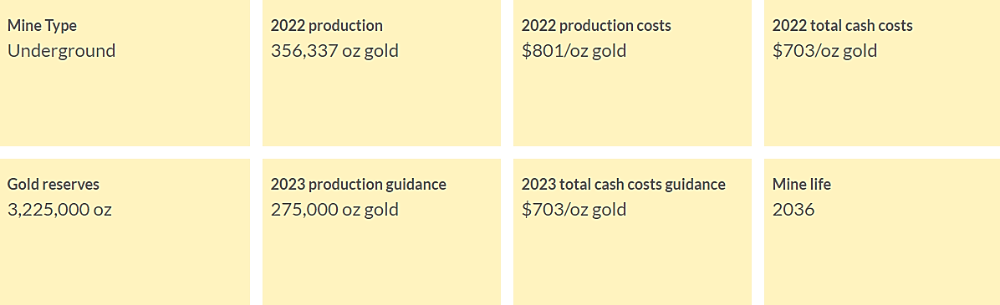 Mine Type
Underground
2022 production
356,337 oz gold
2022 production costs
$801/oz gold
2022 total cash costs
$703/oz gold
Gold reserves
3,225,000 oz
2023 production guidance
275,000 oz gold
2023 total cash costs guidance
$703/oz gold
Mine life
2036